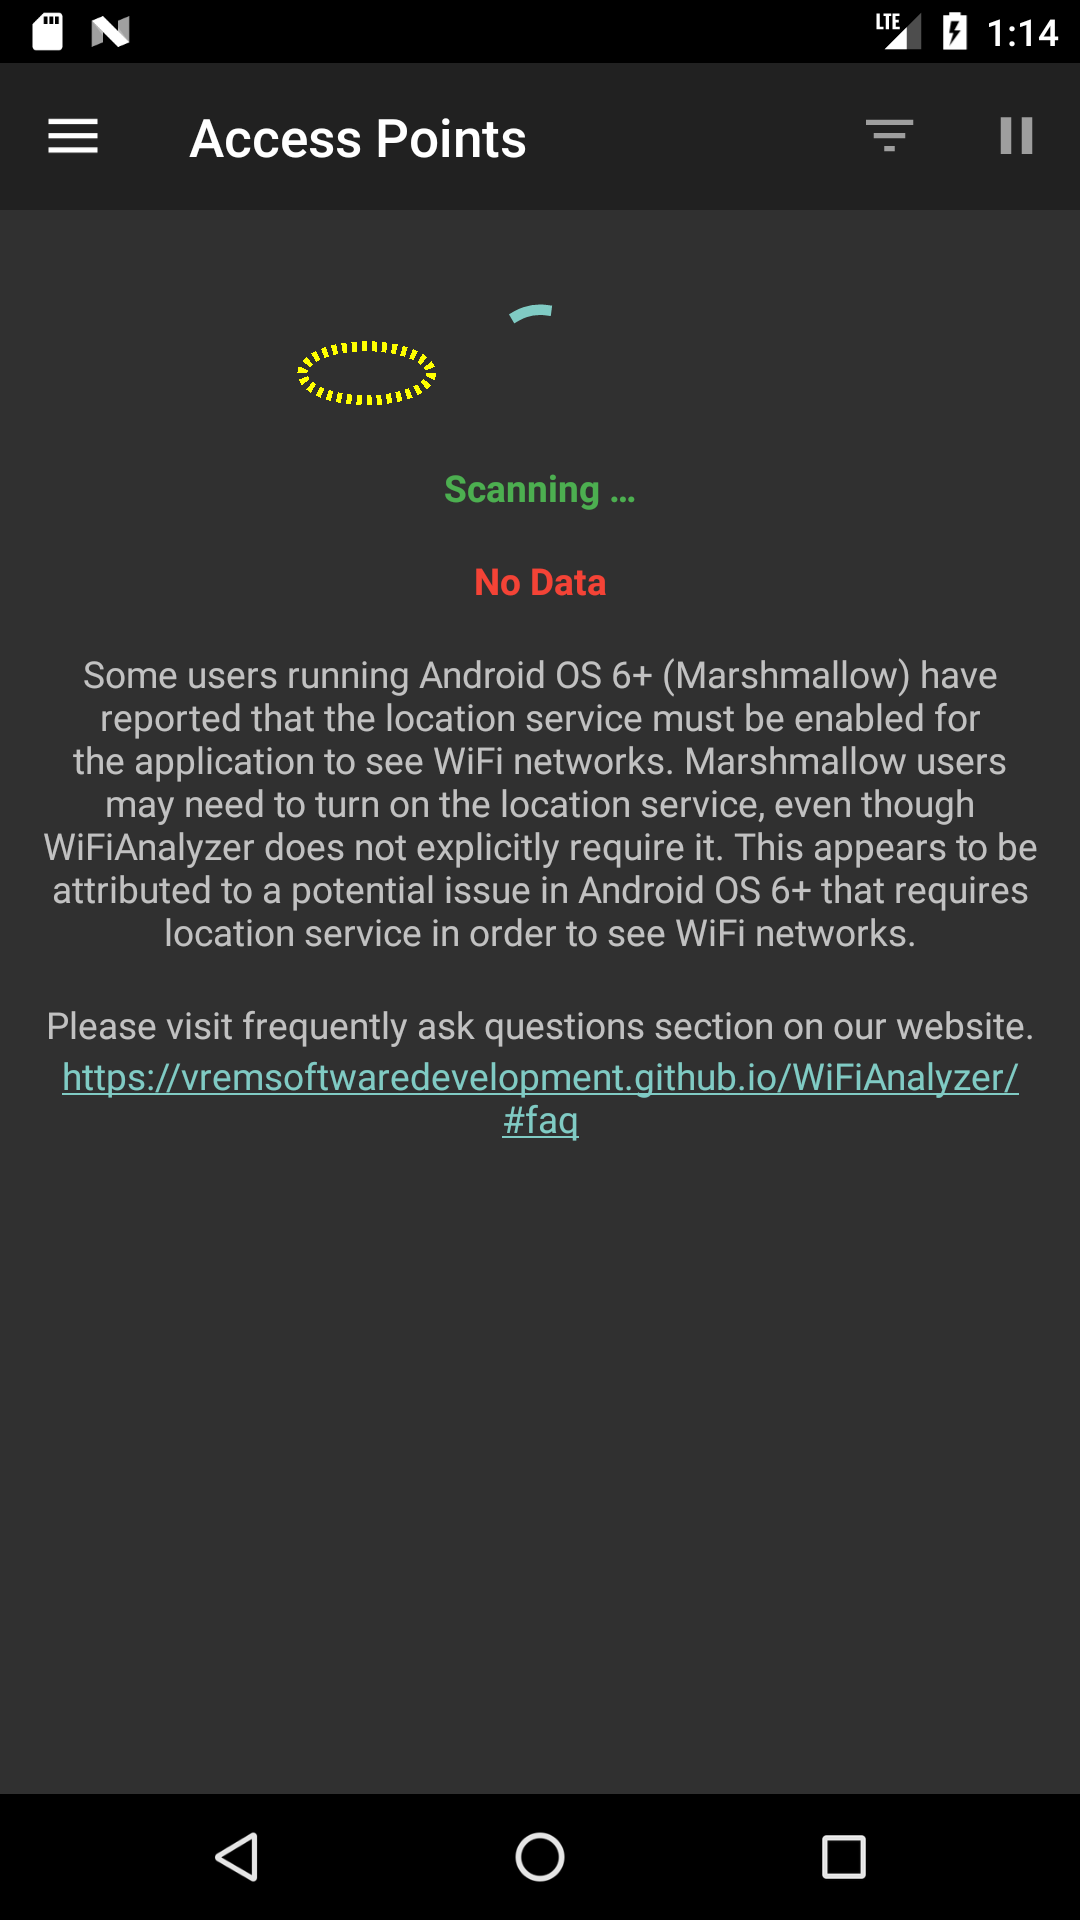 LTE 1:14
Access Points
Scanning ...
No Data
Some users running Android OS 6+ (Marshmallow) have
reported that the location service must be enabled for
the application to see WiFi networks. Marshmallow users
may need to turn on the location service, even though
WiFiAnalyzer does not explicitly require it. This appears to be
attributed to a potential issue in Android OS 6+ that requires
location service in order to see WiFi networks.
Please visit frequently ask questions section on our website.
https://vremsoftwaredevelopment.github.io/WiFiAnalyzer/
#faq